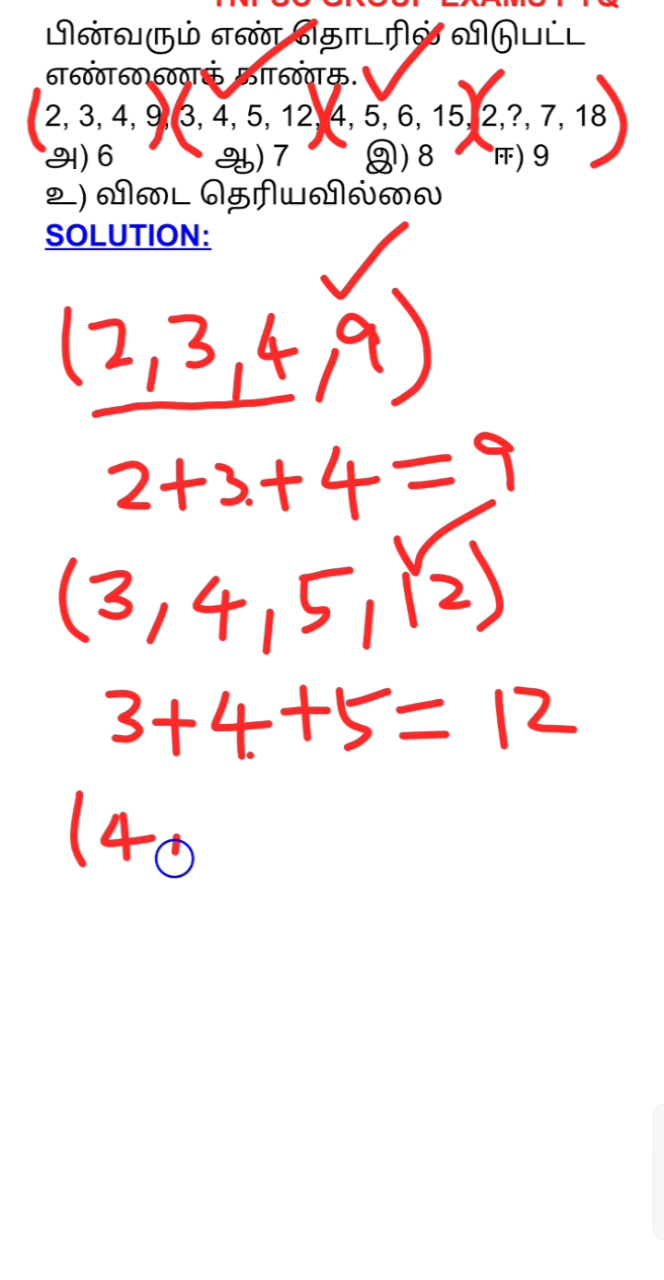 பின்வரும் எண் தொடரில் விடுபட்ட
எண்ணைக் காண்க.
(2, 3, 4, 9,)(3, 4, 5, 12,)(4, 5, 6, 15,)(2,?, 7, 18)
அ) 6 ஆ) 7 இ) 8 ஈ) 9
உ) விடை தெரியவில்லை
SOLUTION:
(2,3,4,9)
2+3+4=9
(3,4,5,12)
3+4+5=12
(4,